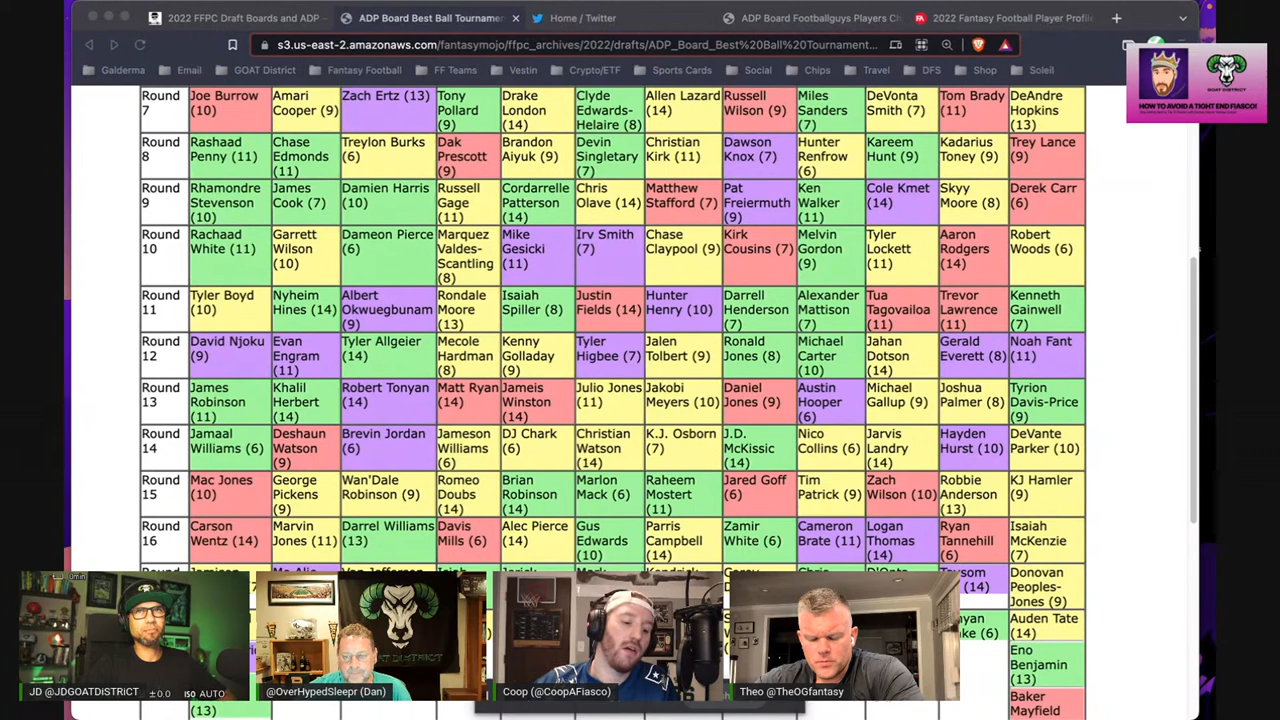 2022 FFPC Draft Boards and ADP -
ADP Board Best Ball Tournamen
Home / Twitter
ADP Board Footballguys Players Ch
2022 Fantasy Football Player Profile
s3.us-east-2.amazonaws.com/fantasymojo/ffpc_archives/2022/drafts/ADP_Board_Best%20Ball%20Tournament...
Galderma Email GOAT District Fantasy Football FF Teams Vestin Crypto/ETF Sports Cards Social Chips Travel DFS Shop Soleil
GOAT DISTRICT
HOW TO AVOID A TIGHT END FIASCO!
Round 7 Joe Burrow (10) Amari Cooper (9) Zach Ertz (13) Tony Pollard (9) Drake London (14) Clyde Edwards-Helaire (8) Allen Lazard (14) Russell Wilson (9) Miles Sanders (7) DeVonta Smith (7) Tom Brady (11) DeAndre Hopkins (13)
Round 8 Rashaad Penny (11) Chase Edmonds (11) Treylon Burks (6) Dak Prescott (9) Brandon Aiyuk (9) Devin Singletary (7) Christian Kirk (11) Dawson Knox (7) Hunter Renfrow (6) Kareem Hunt (9) Kadarius Toney (9) Trey Lance (9)
Round 9 Rhamondre Stevenson (10) James Cook (7) Damien Harris (10) Russell Gage (11) Cordarrelle Patterson (14) Chris Olave (14) Matthew Stafford (7) Pat Freiermuth (9) Ken Walker (11) Cole Kmet (14) Skyy Moore (8) Derek Carr (6)
Round 10 Rachaad White (11) Garrett Wilson (10) Dameon Pierce (6) Marquez Valdes-Scantling (8) Mike Gesicki (11) Irv Smith (7) Chase Claypool (9) Kirk Cousins (7) Melvin Gordon (9) Tyler Lockett (11) Aaron Rodgers (14) Robert Woods (6)
Round 11 Tyler Boyd (10) Nyheim Hines (14) Albert Okwuegbunam (9) Rondale Moore (13) Isaiah Spiller (8) Justin Fields (14) Hunter Henry (10) Darrell Henderson (7) Alexander Mattison (7) Tua Tagovailoa (11) Trevor Lawrence (11) Kenneth Gainwell (7)
Round 12 David Njoku (9) Evan Engram (11) Tyler Allgeier (14) Mecole Hardman (8) Kenny Golladay (9) Tyler Higbee (7) Jalen Tolbert (9) Ronald Jones (8) Michael Carter (10) Jahan Dotson (14) Gerald Everett (8) Noah Fant (11)
Round 13 James Robinson (11) Khalil Herbert (14) Robert Tonyan (14) Matt Ryan (14) Jameis Winston (14) Julio Jones (11) Jakobi Meyers (10) Daniel Jones (9) Austin Hooper (6) Michael Gallup (9) Joshua Palmer (8) Tyrion Davis-Price (9)
Round 14 Jamaal Williams (6) Deshaun Watson (9) Brevin Jordan (6) Jameson Williams (6) DJ Chark (6) Christian Watson (14) K.J. Osborn (7) J.D. McKissic (14) Nico Collins (6) Jarvis Landry (14) Hayden Hurst (10) DeVante Parker (10)
Round 15 Mac Jones (10) George Pickens (9) Wan'Dale Robinson (9) Romeo Doubs (14) Brian Robinson (14) Marlon Mack (6) Raheem Mostert (11) Jared Goff (6) Tim Patrick (9) Zach Wilson (10) Robbie Anderson (13) KJ Hamler (9)
Round 16 Carson Wentz (14) Marvin Jones (11) Darrel Williams (13) Davis Mills (6) Alec Pierce (14) Gus Edwards (10) Parris Campbell (14) Zamir White (6) Cameron Brate (11) Logan Thomas (14) Ryan Tannehill (6) Isaiah McKenzie (7)
Donovan Peoples-Jones (9)
Auden Tate (14)
Eno Benjamin (13)
Baker Mayfield
(13)
JD @JDGOATDISTRICT ±0.0 ISO AUTO
@OverHypedSleepr (Dan)
Coop (@CoopAFiasco)
Theo @TheOGfantasy